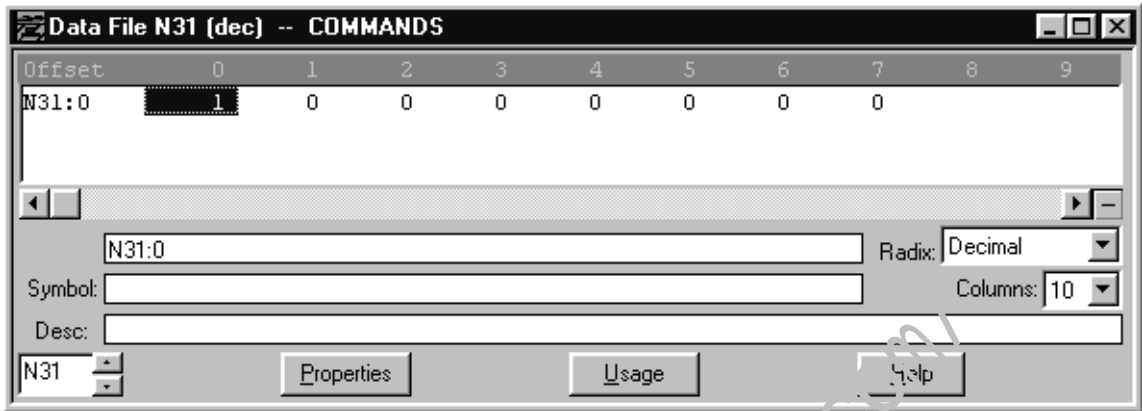 Data File N31 (dec) -- COMMANDS
Offset 0 1 2 3 4 5 6 7 8 9
N31:0 1 0 0 0 0 0 0 0
N31:0
Radix: Decimal
Symbol:
Columns: 10
Desc:
N31
Properties Usage Help